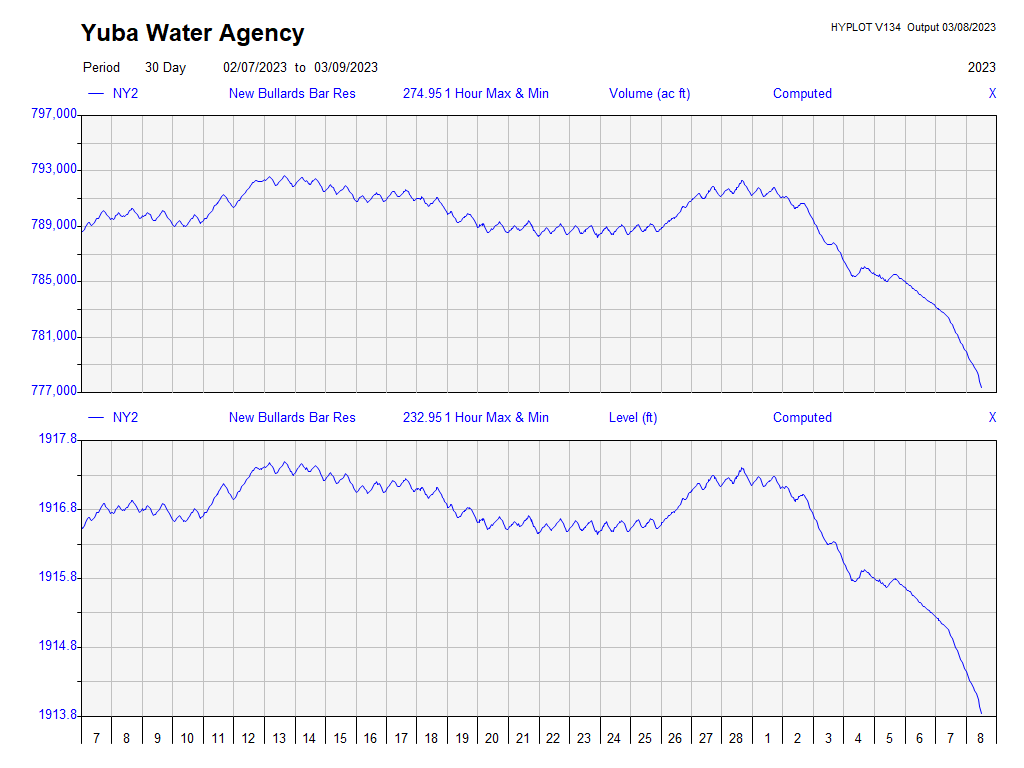 Yuba Water Agency
HYPLOT V134 Output 03/08/2023
Period 30 Day 02/07/2023 to 03/09/2023 2023
NY2 New Bullards Bar Res 274.95 1 Hour Max & Min Volume (ac ft) Computed X
797,000
793,000
789,000
785,000
781,000
777,000
NY2 New Bullards Bar Res 232.95 1 Hour Max & Min Level (ft) Computed X
1917.8
1916.8
1915.8
1914.8
1913.8
7 8 9 10 11 12 13 14 15 16 17 18 19 20 21 22 23 24 25 26 27 28 1 2 3 4 5 6 7 8